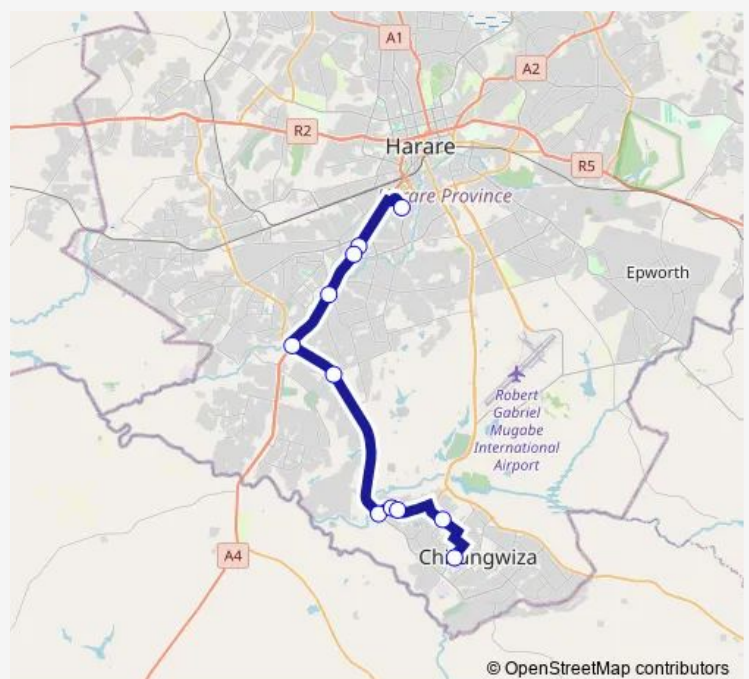 A1
A2
R2
Harare
R5
Harare Province
Epworth
Robert
Gabriel
Mugabe
International
Airport
A4
Chitungwiza
© OpenStreetMap contributors